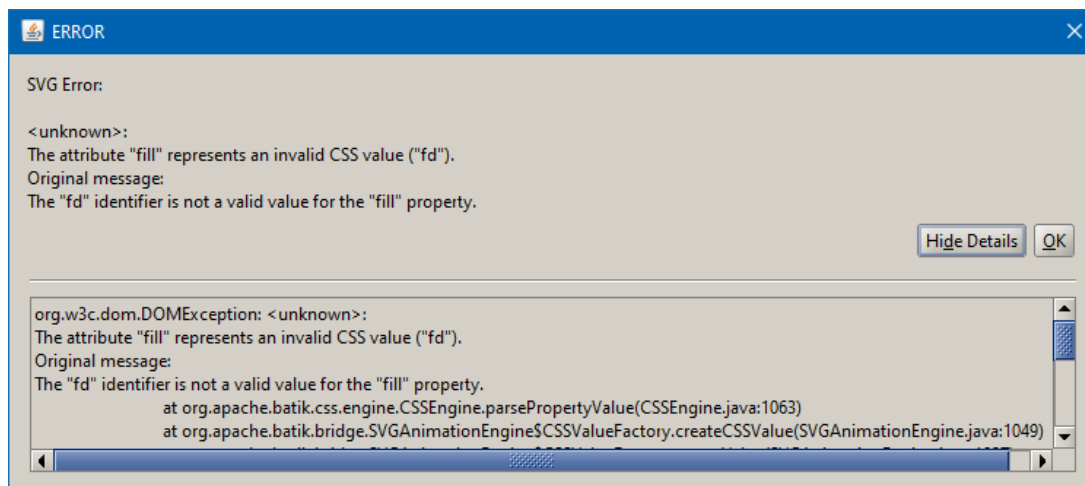 ERROR
SVG Error:
<unknown>:
The attribute "fill" represents an invalid CSS value ("fd").
Original message:
The "fd" identifier is not a valid value for the "fill" property.
Hide Details OK
org.w3c.dom.DOMException: <unknown>:
The attribute "fill" represents an invalid CSS value ("fd").
Original message:
The "fd" identifier is not a valid value for the "fill" property.
at org.apache.batik.css.engine.CSSEngine.parsePropertyValue(CSSEngine.java:1063)
at org.apache.batik.bridge.SVGAnimationEngine$CSSValueFactory.createCSSValue(SVGAnimationEngine.java:1049)